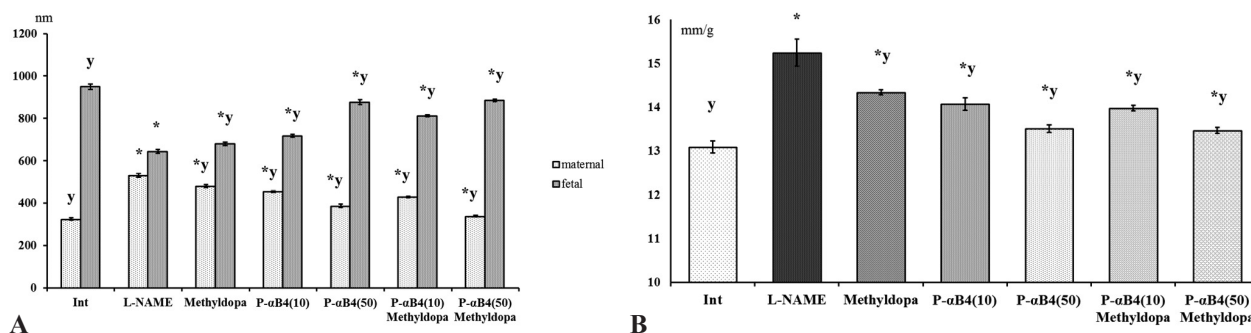 nm
1200
1000
800
600
400
200
0
y
y
*
*
*y
*y
*y
*y
*y
*y
*y
*y
*y
*y
maternal
fetal
Int
L-NAME
Methyldopa
P-αB4(10)
P-αB4(50)
P-αB4(10)
Methyldopa
P-αB4(50)
Methyldopa
A
mm/g
16
15
14
13
12
11
10
y
*
*y
*y
*y
*y
*y
Int
L-NAME
Methyldopa
P-αB4(10)
P-αB4(50)
P-αB4(10)
Methyldopa
P-αB4(50)
Methyldopa
B